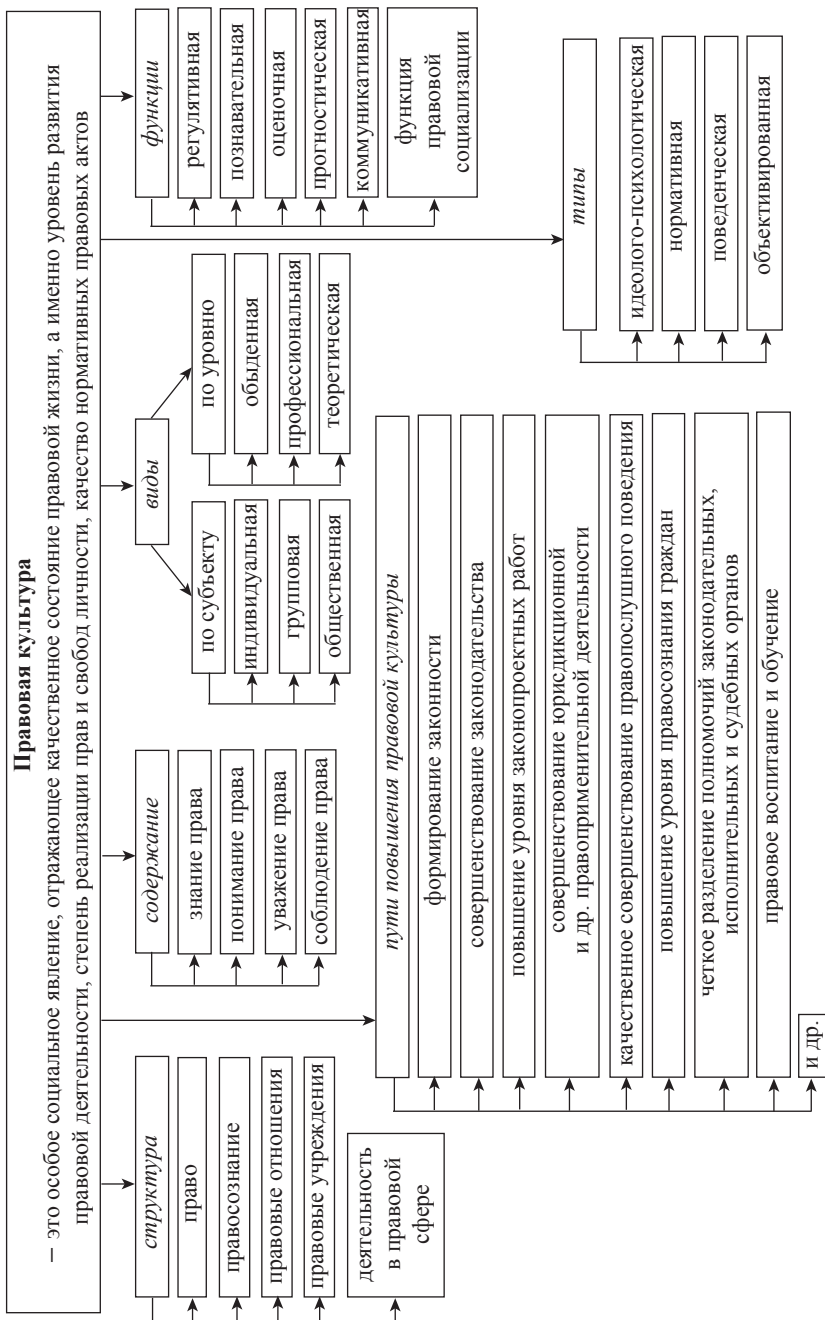 Правовая культура
— это особое социальное явление, отражающее качественное состояние правовой жизни, а именно уровень развития
правовой деятельности, степень реализации прав и свобод личности, качество нормативных правовых актов
структура
право
правосознание
правовые отношения
правовые учреждения
деятельность
в правовой
сфере
содержание
знание права
понимание права
уважение права
соблюдение права
виды
по субъекту
индивидуальная
групповая
общественная
по уровню
обыденная
профессиональная
теоретическая
функции
регулятивная
познавательная
оценочная
прогностическая
коммуникативная
функция
правовой
социализации
пути повышения правовой культуры
формирование законности
совершенствование законодательства
повышение уровня законопроектных работ
совершенствование юрисдикционной
и др. правоприменительной деятельности
качественное совершенствование правопослушного поведения
повышение уровня правосознания граждан
четкое разделение полномочий законодательных,
исполнительных и судебных органов
правовое воспитание и обучение
и др.
типы
идеолого-психологическая
нормативная
поведенческая
объективированная